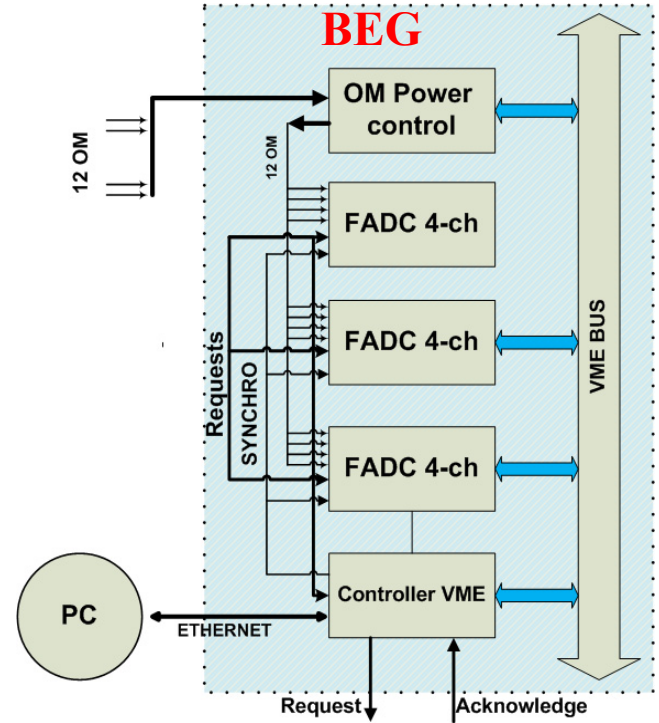 BEG
OM Power
control
12 OM
12 OM
FADC 4-ch
FADC 4-ch
VME BUS
Requests
SYNCHRO
FADC 4-ch
Controller VME
PC
ETHERNET
Request
Acknowledge